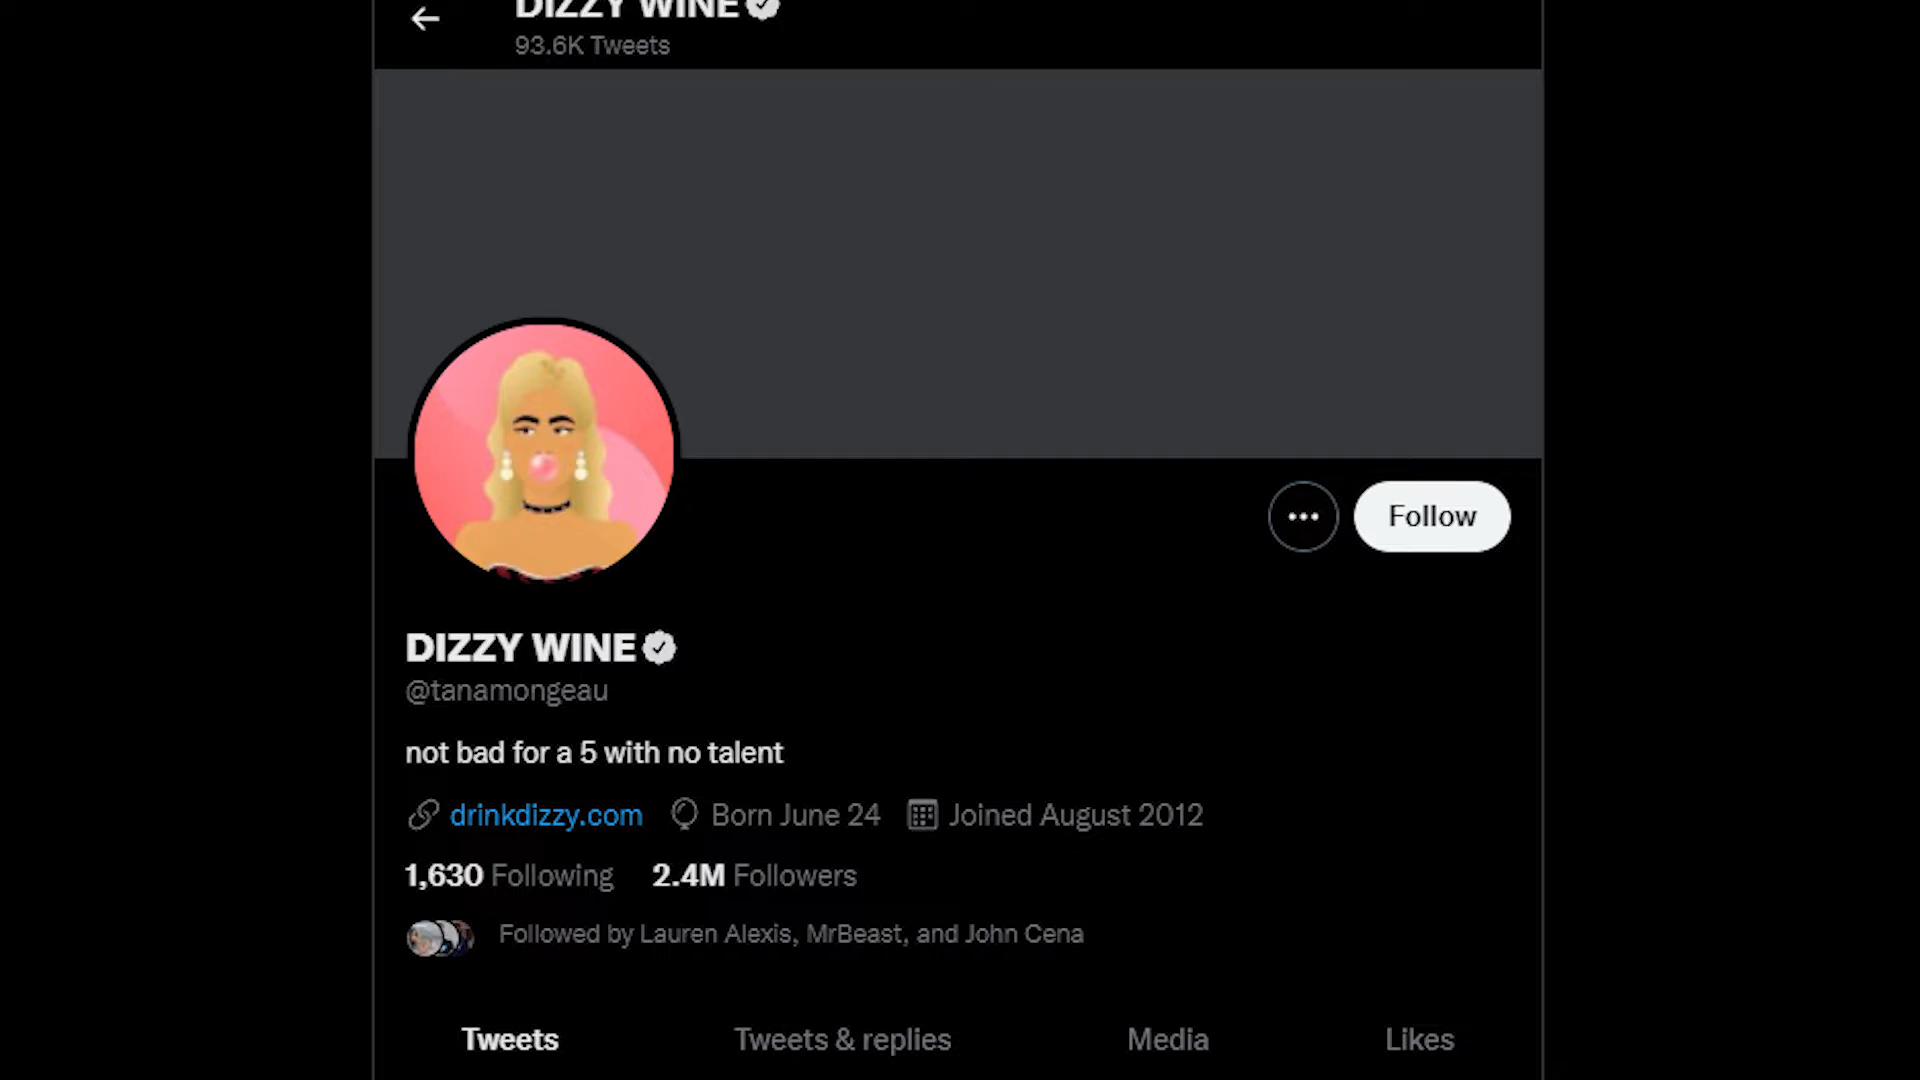 DIZZY WINE
93.6K Tweets
Follow
DIZZY WINE
@tanamongeau
not bad for a 5 with no talent
drinkdizzy.com Born June 24 Joined August 2012
1,630 Following 2.4M Followers
Followed by Lauren Alexis, MrBeast, and John Cena
Tweets Tweets & replies Media Likes